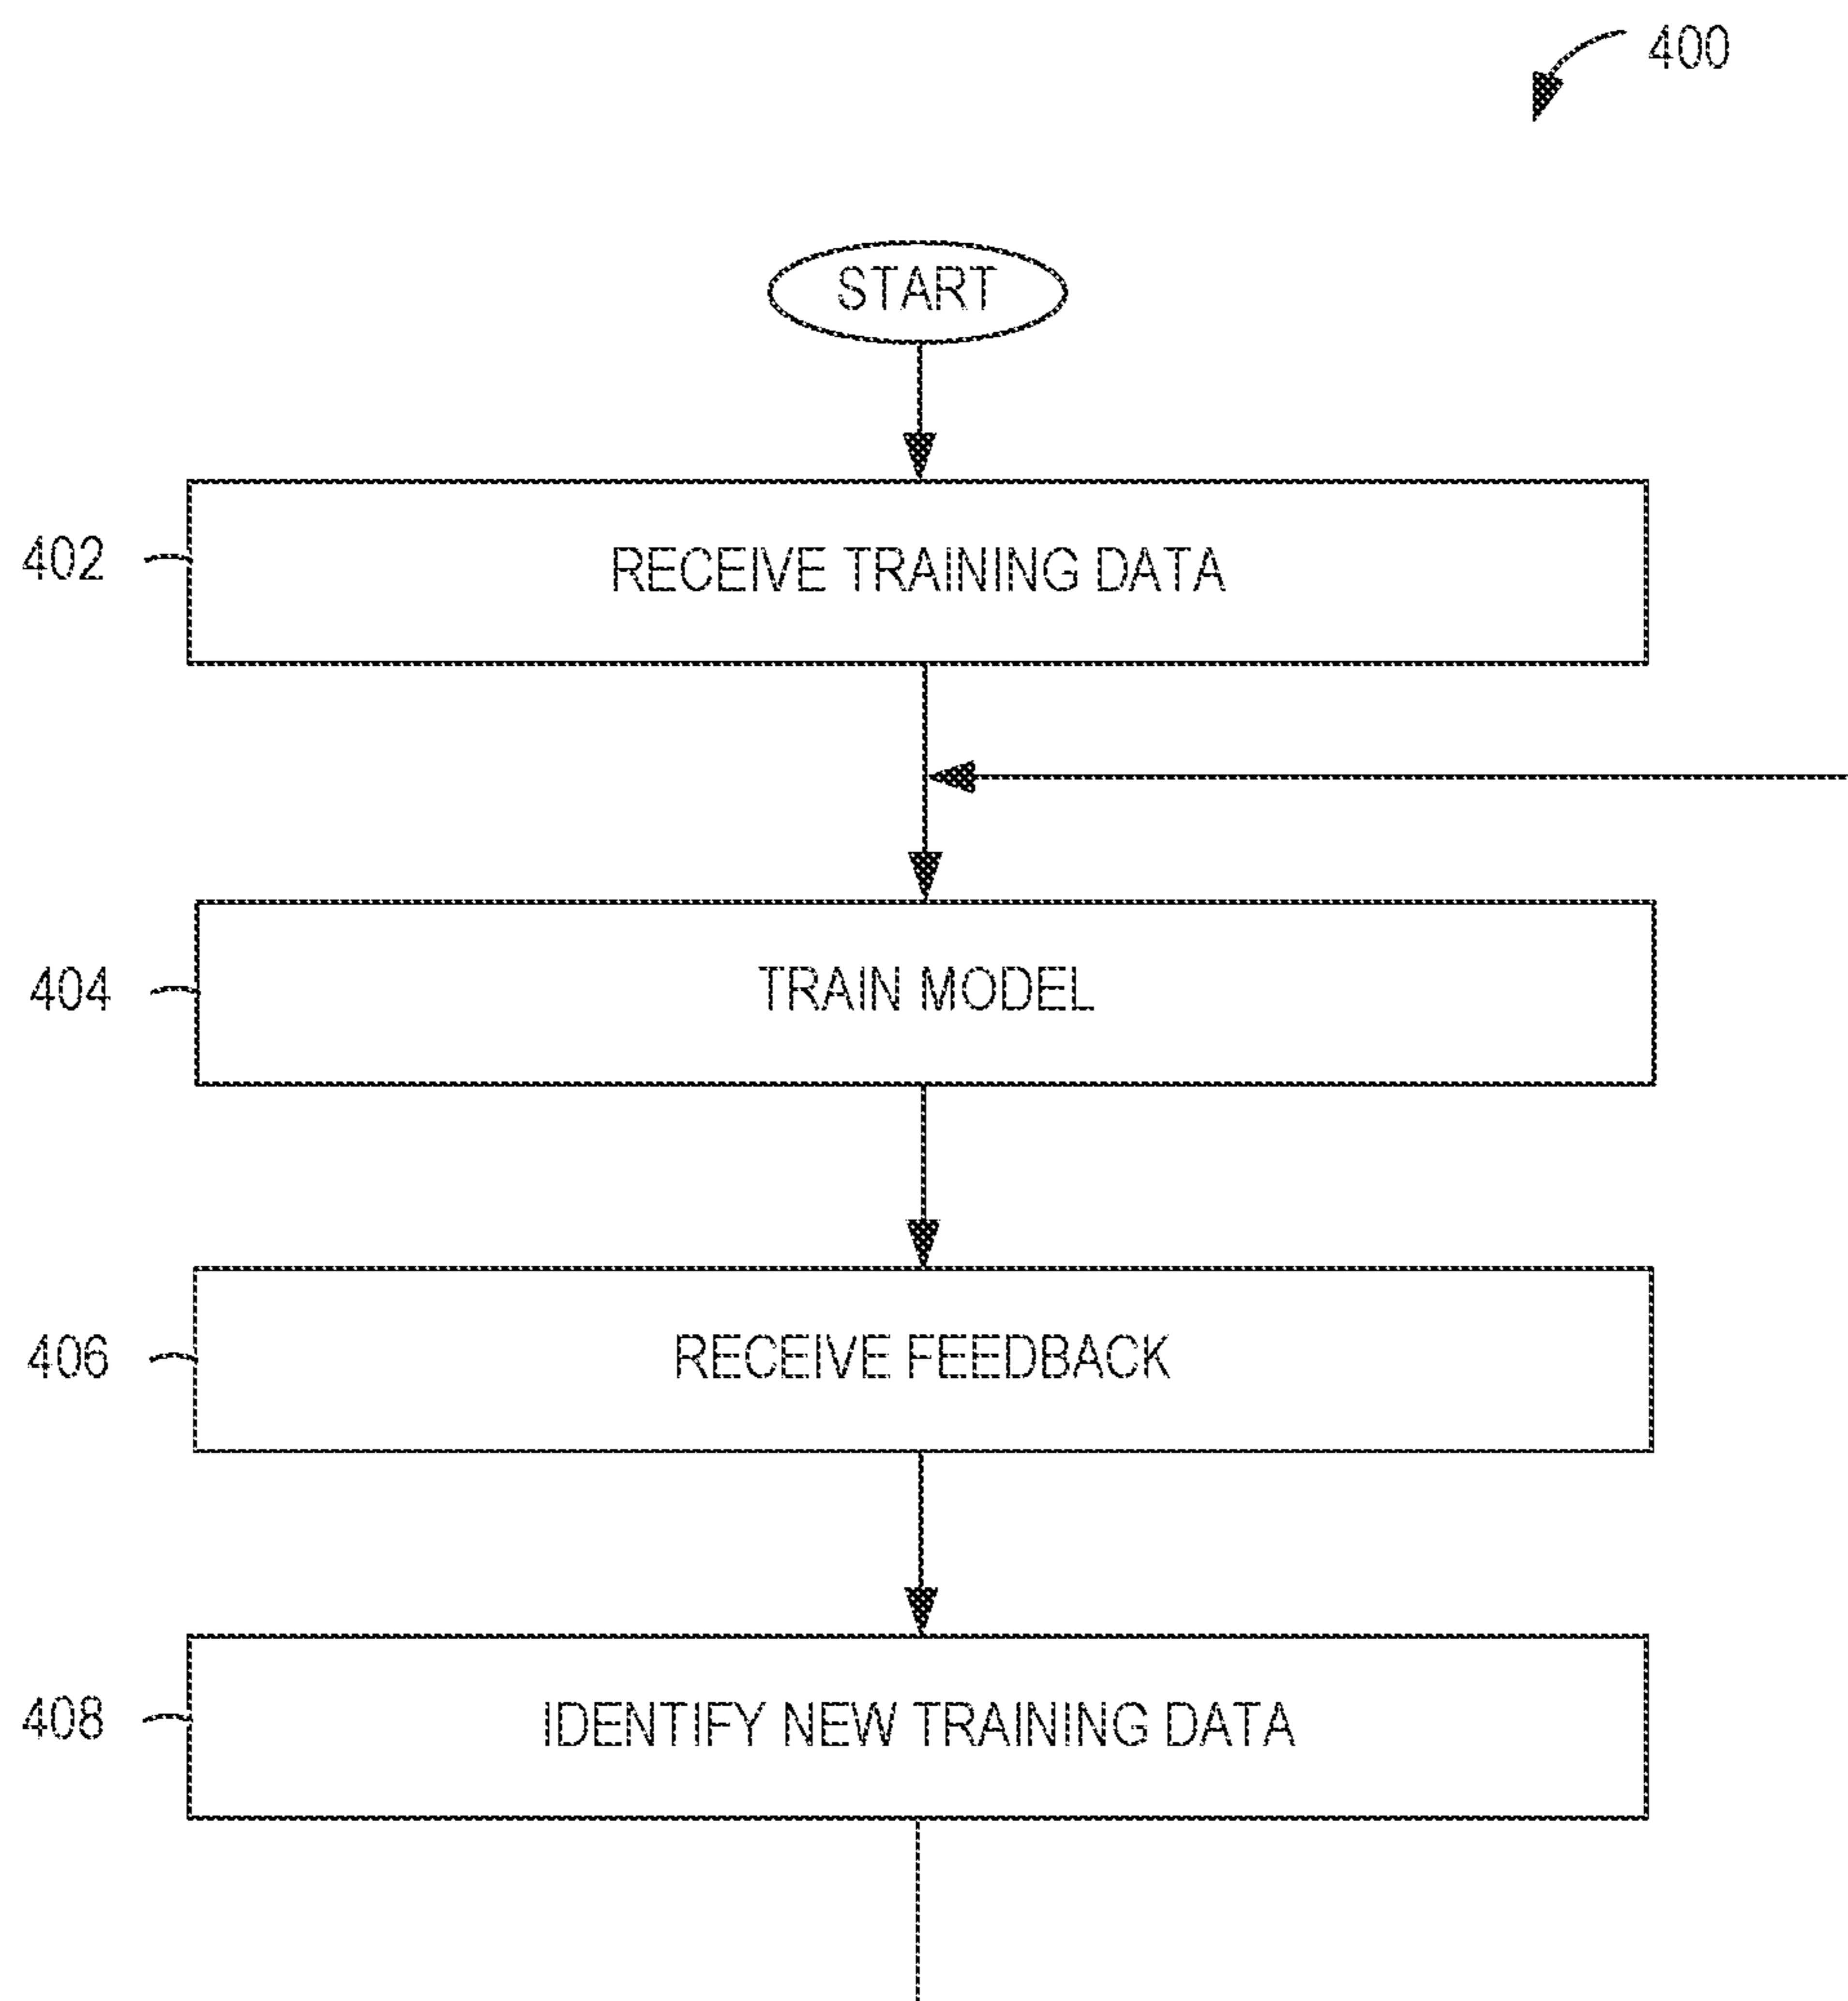 400
START
402
RECEIVE TRAINING DATA
404
TRAIN MODEL
406
RECEIVE FEEDBACK
408
IDENTIFY NEW TRAINING DATA